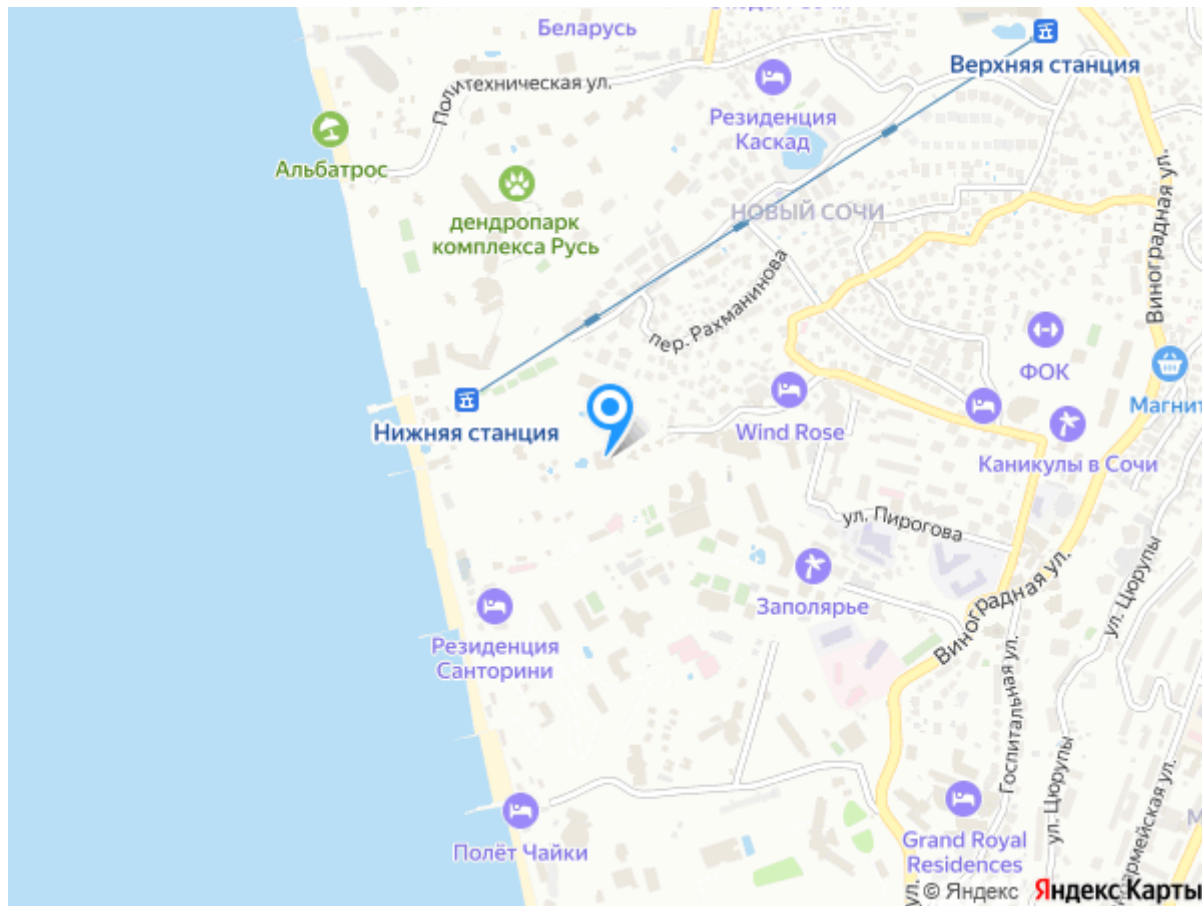 Беларусь
Верхняя станция
Политехническая ул.
Резиденция
Каскад
Альбатрос
дендропарк
комплекса Русь
НОВЫЙ СОЧИ
Виноградная ул.
пер. Рахманинова
ФОК
Магнит
Нижняя станция
Wind Rose
Каникулы в Сочи
ул. Пирогова
Заполярье
Виноградная ул.
ул. Цюрупы
Резиденция
Санторини
Госпитальная ул.
ул. Цюрупы
Полёт Чайки
Grand Royal
Residences
ул.
© Яндекс Яндекс Карты